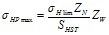 σ_HP max. = (σ_H lim Z_N / S_HST) Z_W